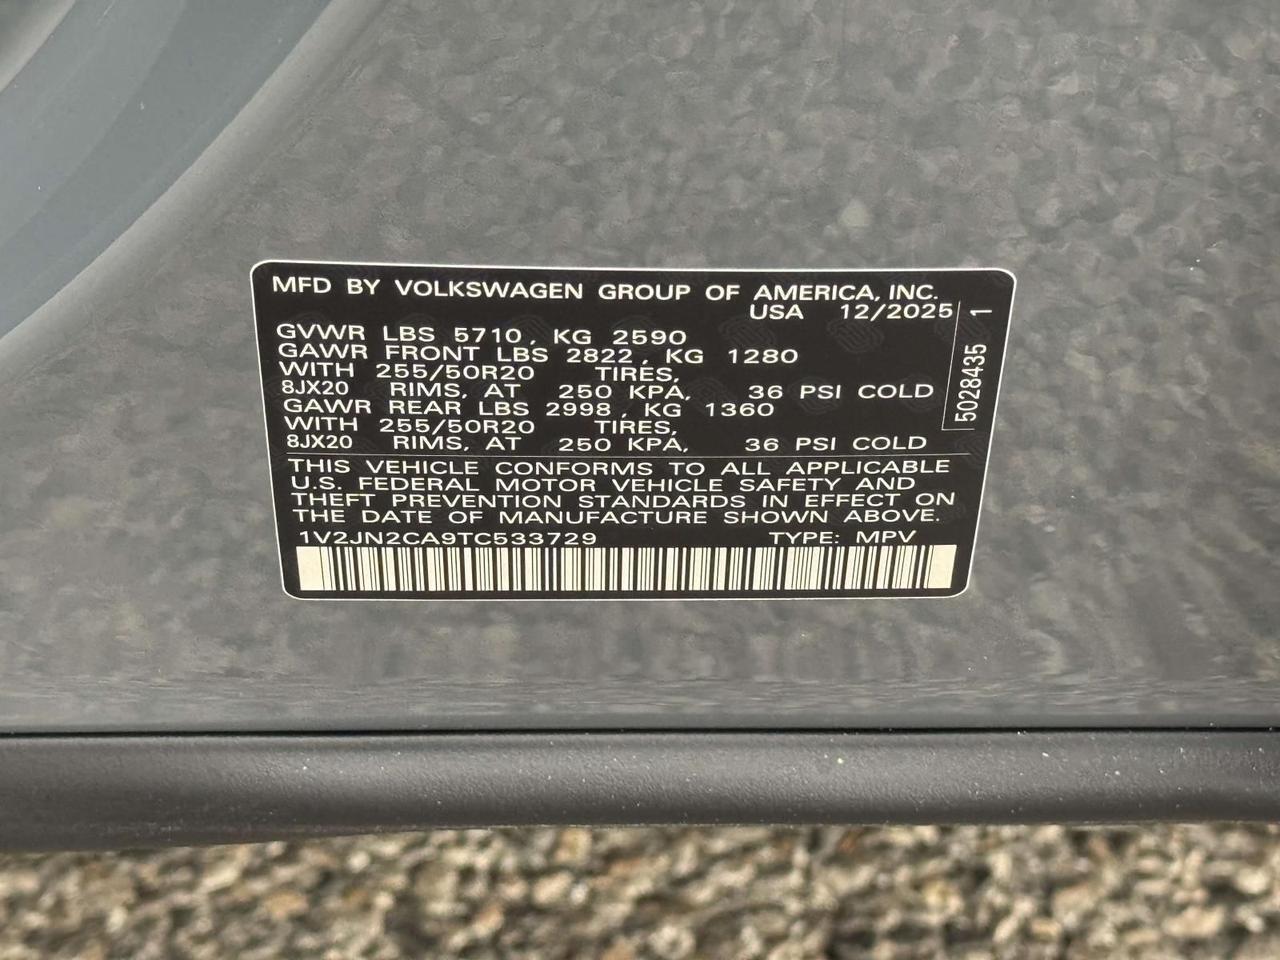 MFD BY VOLKSWAGEN GROUP OF AMERICA, INC.
USA 12/2025
GVWR LBS 5710, KG 2590
GAWR FRONT LBS 2822, KG 1280
WITH 255/50R20 TIRES,
8JX20 RIMS, AT 250 KPA, 36 PSI COLD
GAWR REAR LBS 2998, KG 1360
WITH 255/50R20 TIRES,
8JX20 RIMS, AT 250 KPA, 36 PSI COLD
THIS VEHICLE CONFORMS TO ALL APPLICABLE
U.S. FEDERAL MOTOR VEHICLE SAFETY AND
THEFT PREVENTION STANDARDS IN EFFECT ON
THE DATE OF MANUFACTURE SHOWN ABOVE.
1V2JN2CA9TC533729 TYPE: MPV
5028435 1